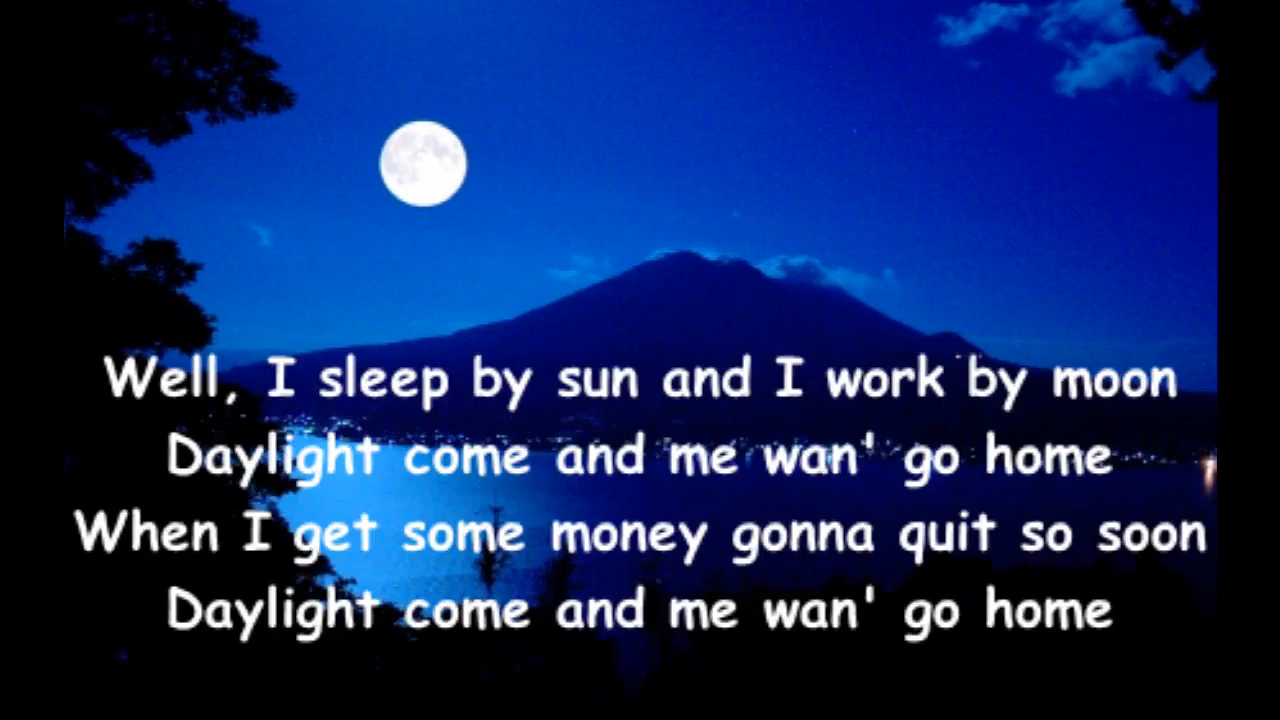 Well, I sleep by sun and I work by moon
Daylight come and me wan' go home
When I get some money gonna quit so soon
Daylight come and me wan' go home